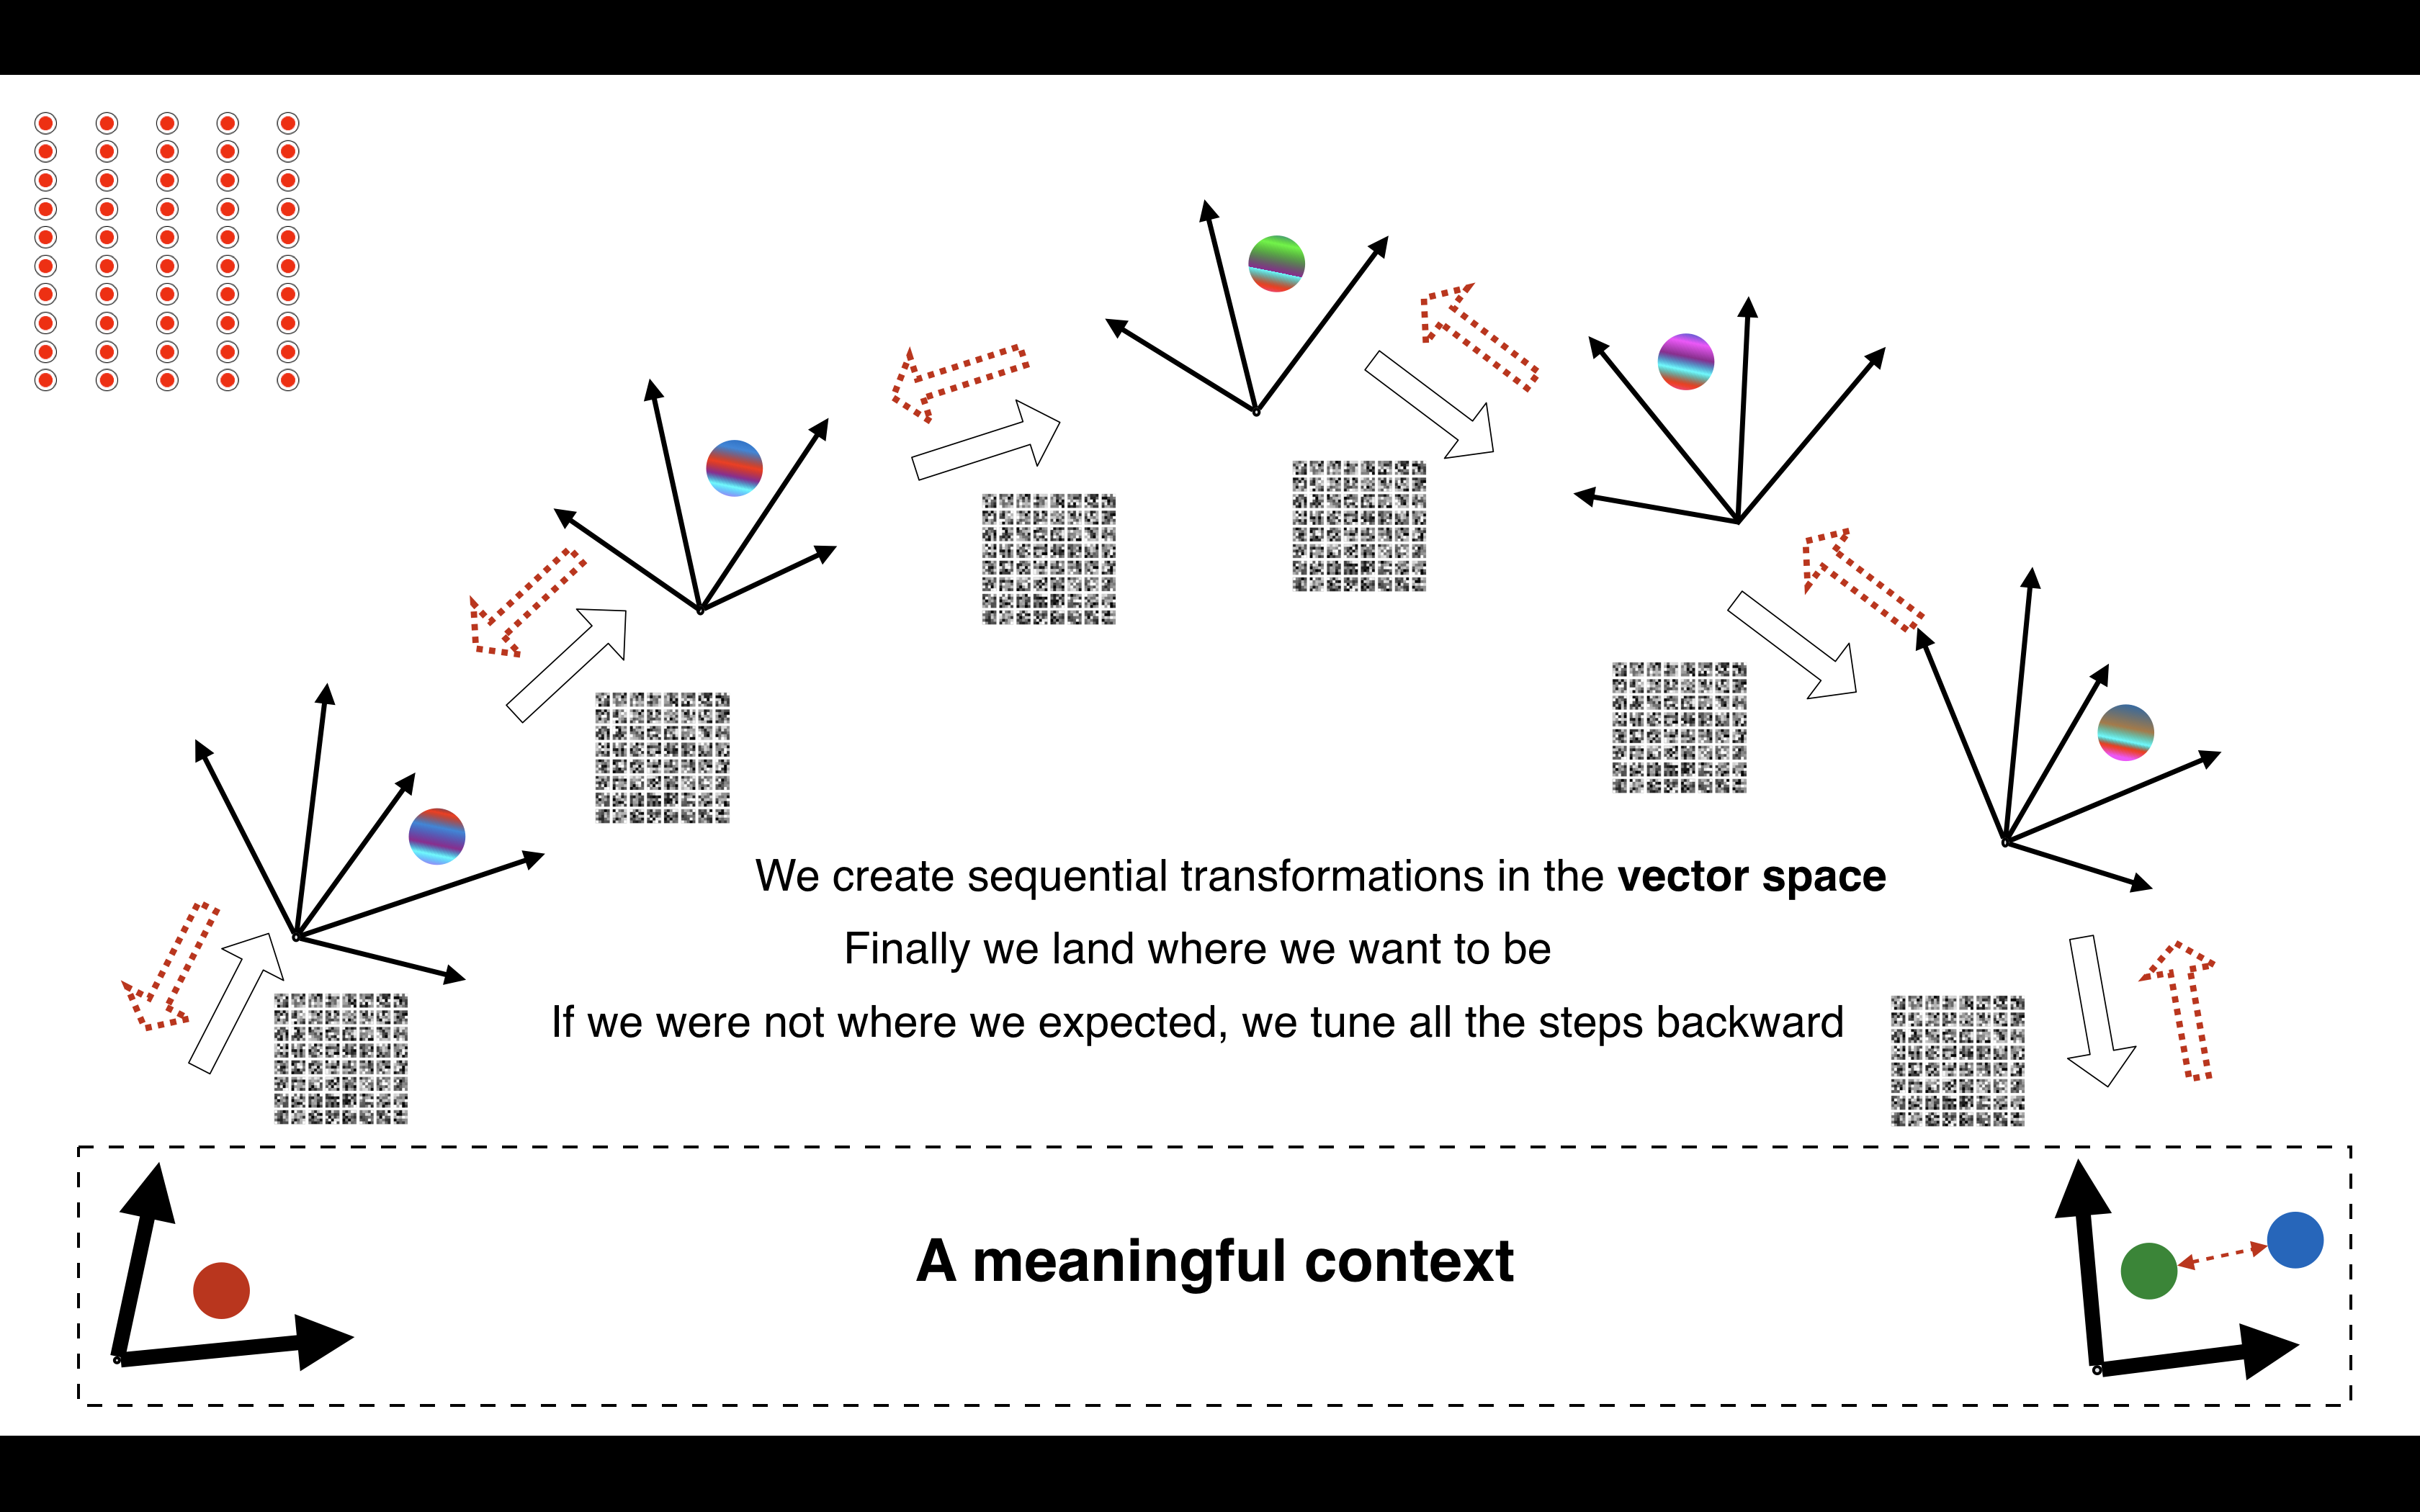 We create sequential transformations in the vector space
Finally we land where we want to be
If we were not where we expected, we tune all the steps backward
A meaningful context